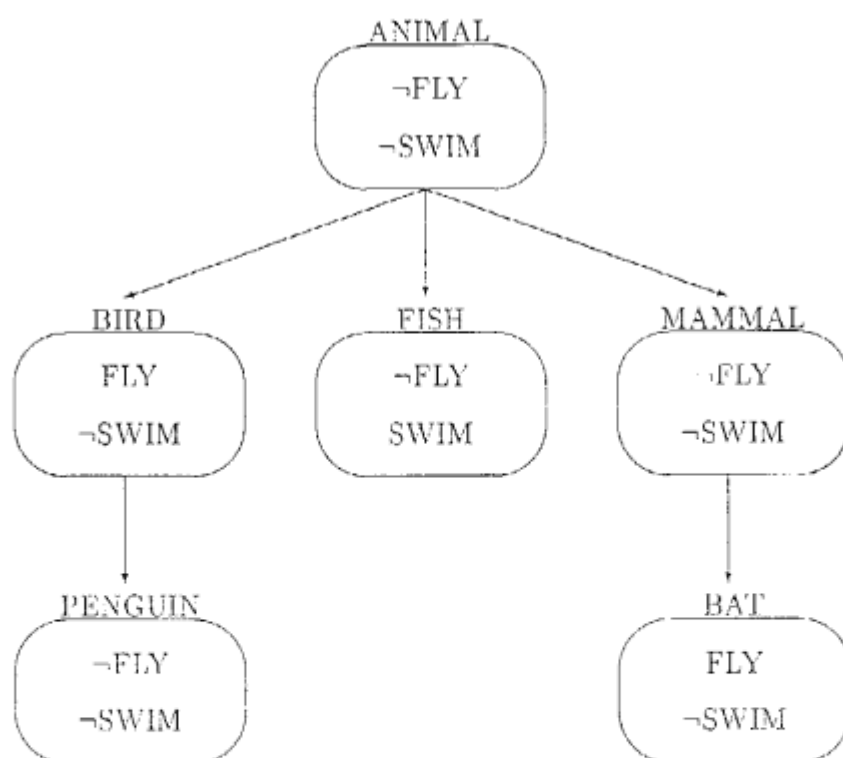 ANIMAL
¬FLY
¬SWIM
BIRD
FLY
¬SWIM
FISH
¬FLY
SWIM
MAMMAL
¬FLY
¬SWIM
PENGUIN
¬FLY
¬SWIM
BAT
FLY
¬SWIM